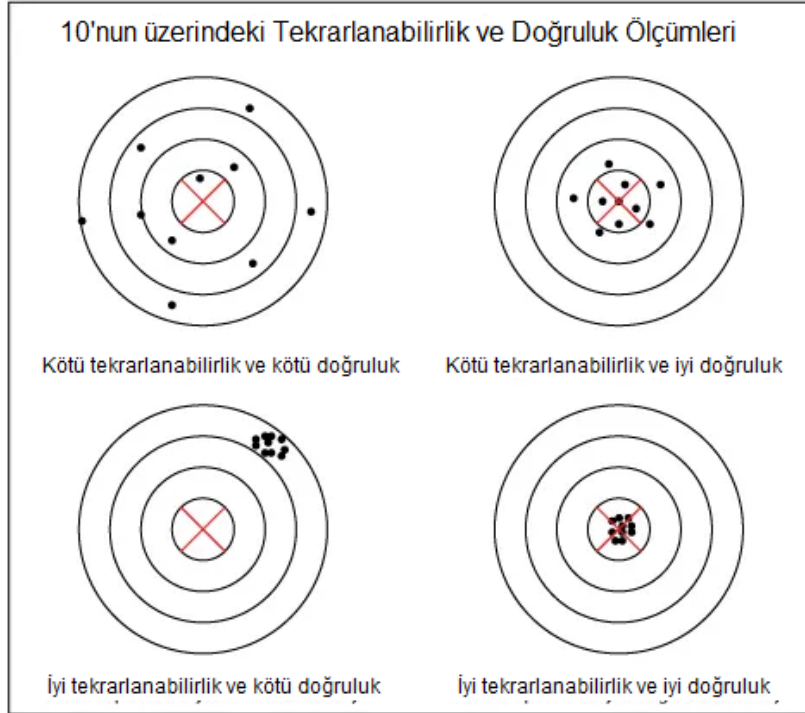 10'nun üzerindeki Tekrarlanabilirlik ve Doğruluk Ölçümleri
Kötü tekrarlanabilirlik ve kötü doğruluk
Kötü tekrarlanabilirlik ve iyi doğruluk
İyi tekrarlanabilirlik ve kötü doğruluk
İyi tekrarlanabilirlik ve iyi doğruluk